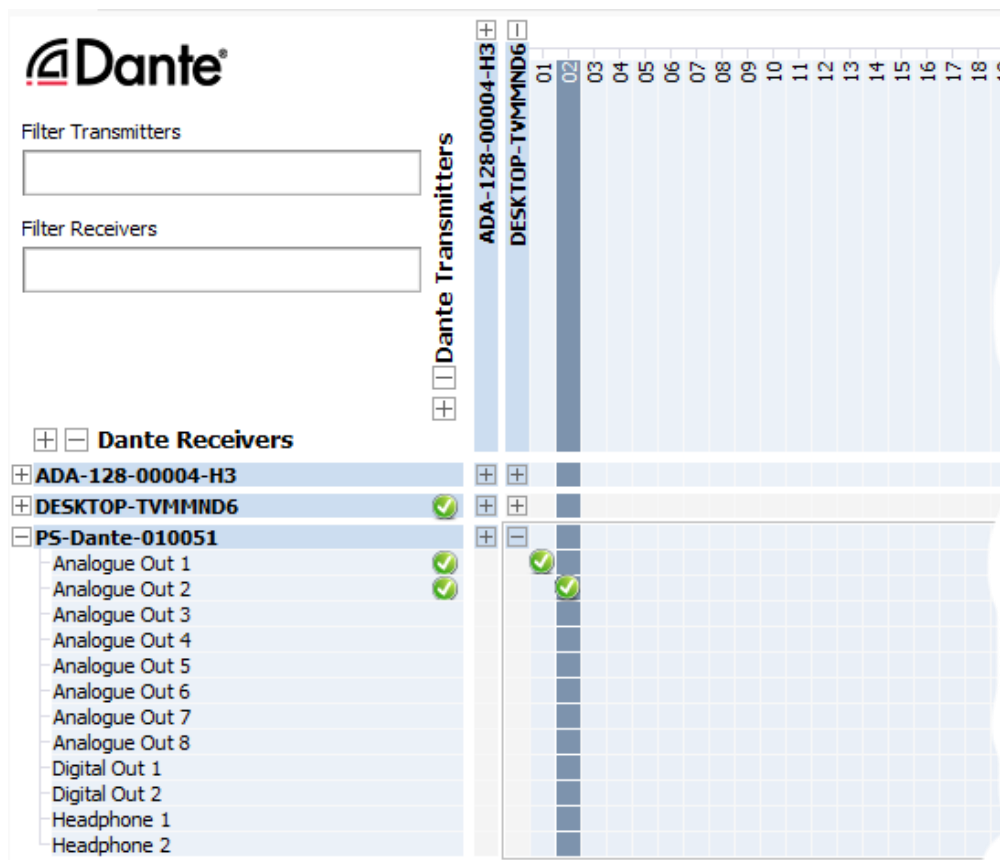 Dante®
Filter Transmitters
Filter Receivers
Dante Transmitters
ADA-128-00004-H3
DESKTOP-TVMMND6
01
02
03
04
05
06
07
08
09
10
11
12
13
14
15
16
17
18
Dante Receivers
ADA-128-00004-H3
DESKTOP-TVMMND6
PS-Dante-010051
Analogue Out 1
Analogue Out 2
Analogue Out 3
Analogue Out 4
Analogue Out 5
Analogue Out 6
Analogue Out 7
Analogue Out 8
Digital Out 1
Digital Out 2
Headphone 1
Headphone 2